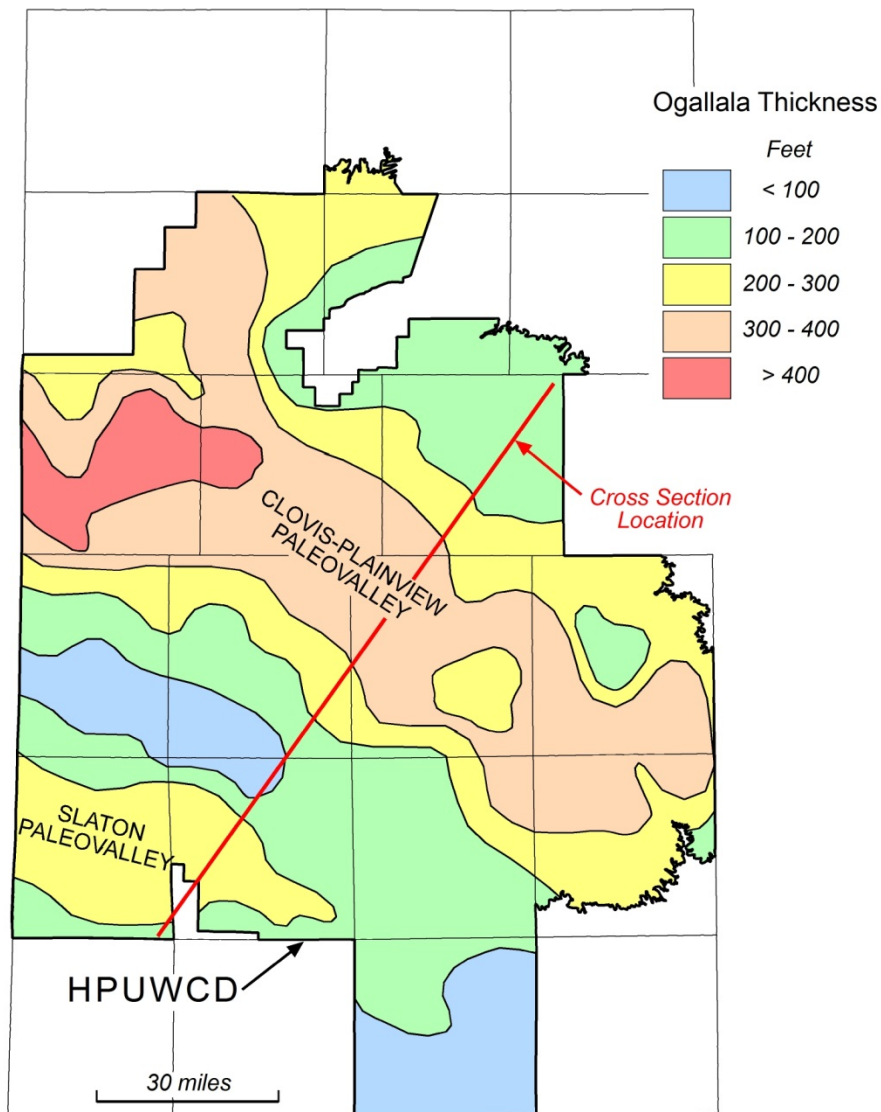 Ogallala Thickness
Feet
< 100
100 - 200
200 - 300
300 - 400
> 400
Cross Section
Location
CLOVIS-PLAINVIEW
PALEOVALLEY
SLATON
PALEOVALLEY
HPUWCD
30 miles